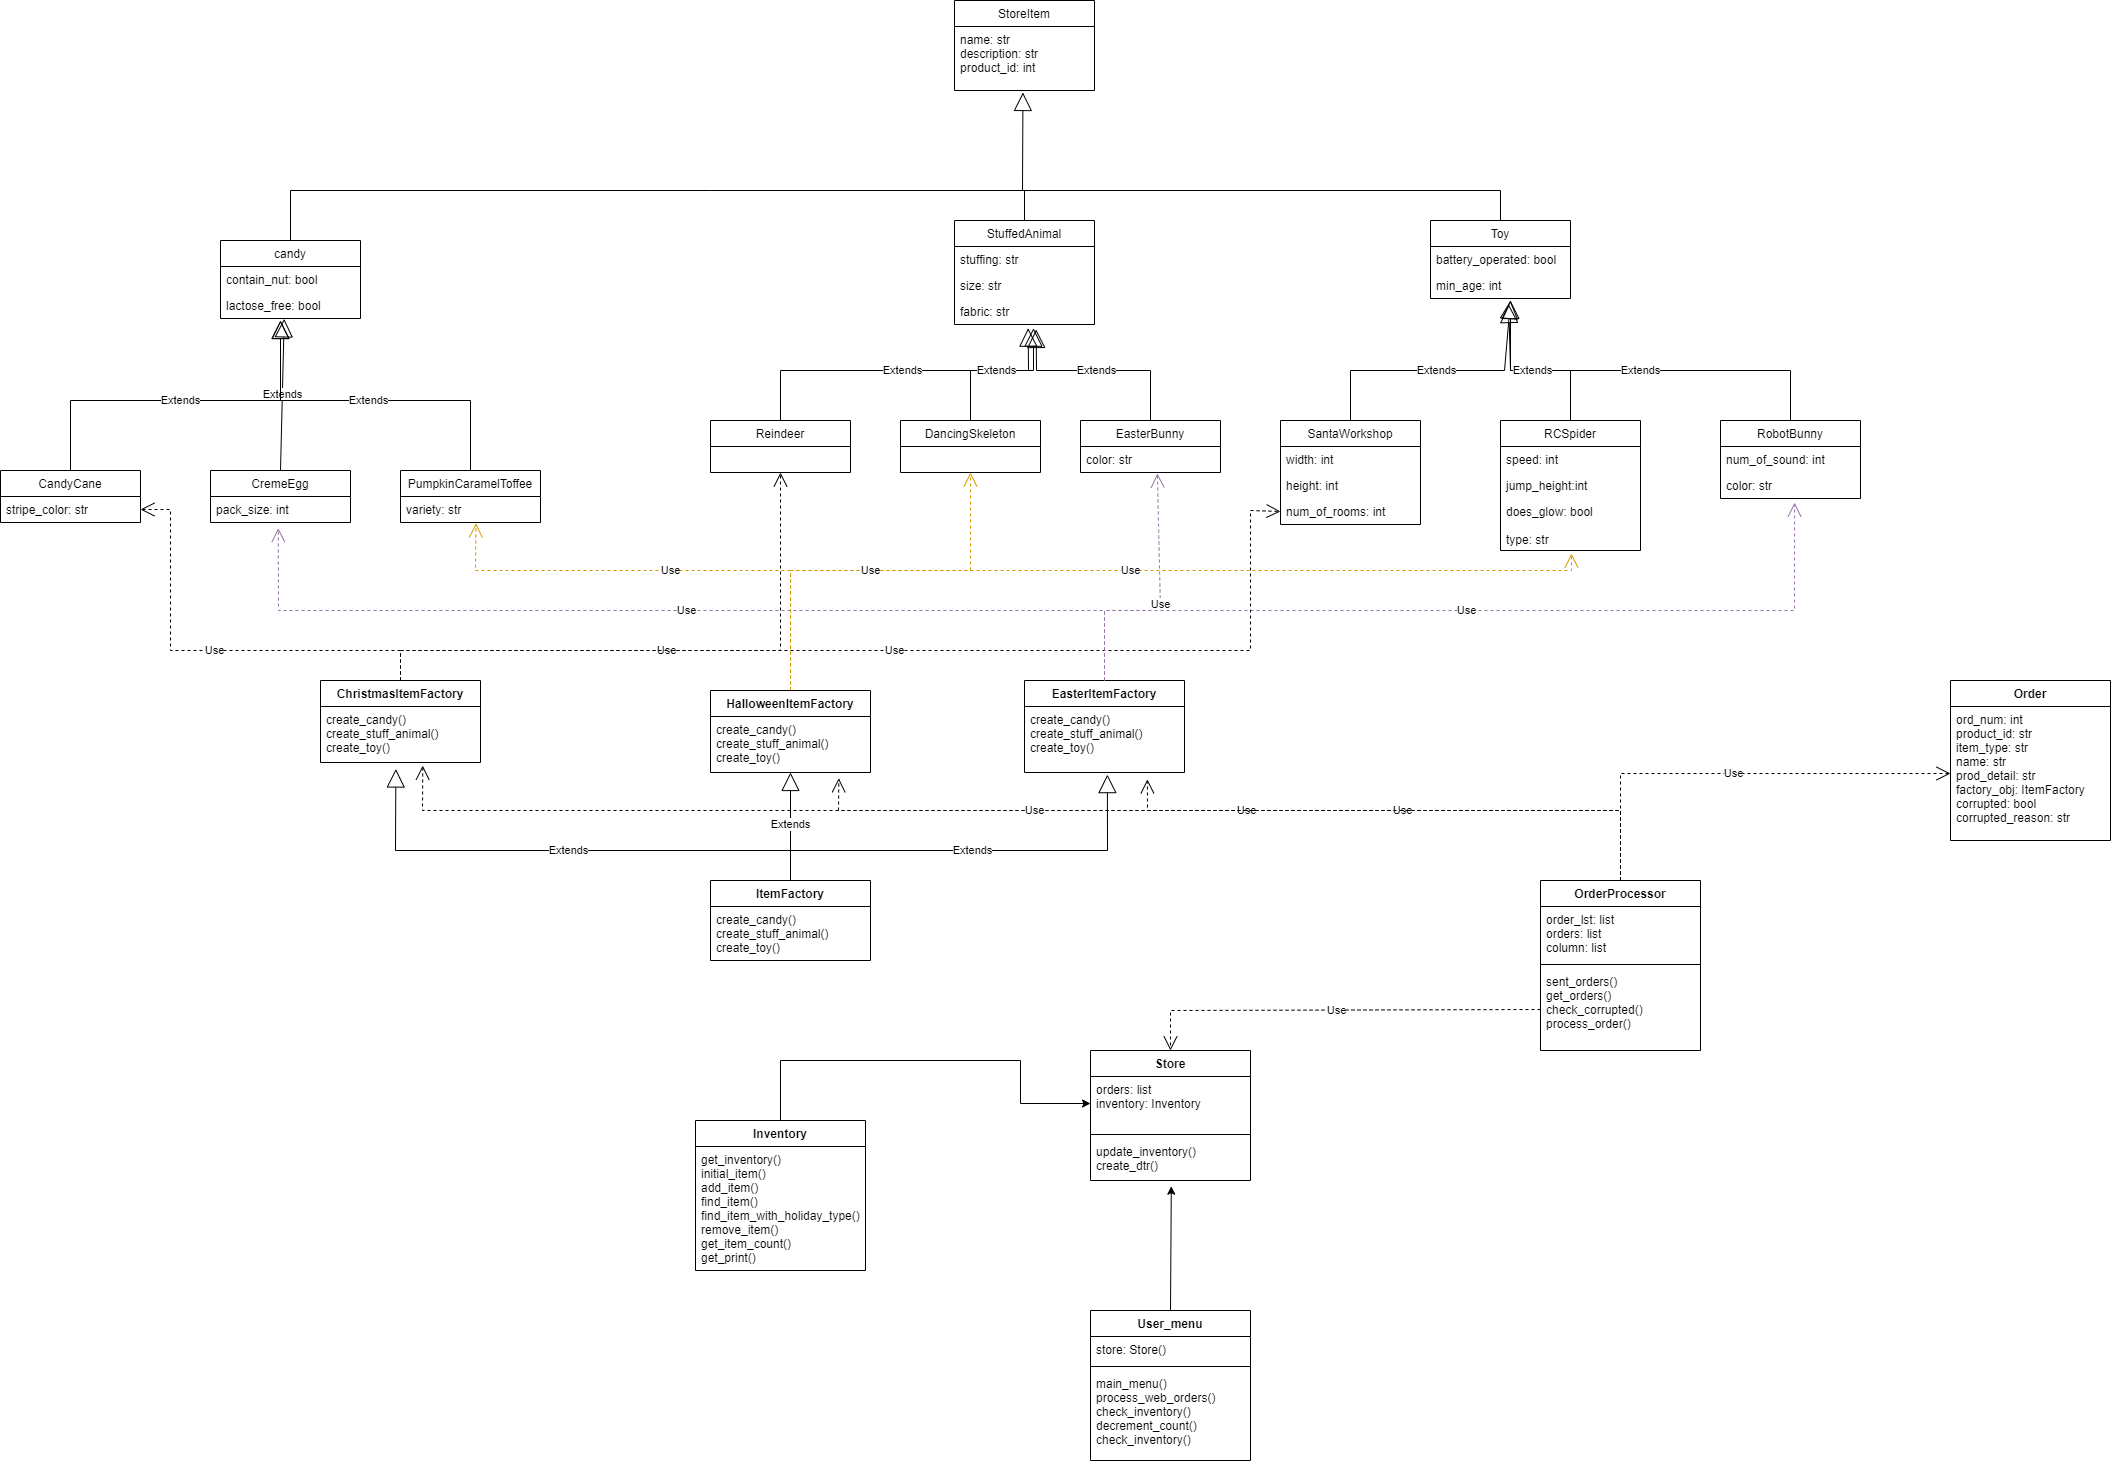 StoreItem
name: str
description: str
product_id: int
candy
contain_nut: bool
lactose_free: bool
StuffedAnimal
stuffing: str
size: str
fabric: str
Toy
battery_operated: bool
min_age: int
Extends
Extends
Extends
Extends
Extends
Extends
Extends
Extends
Extends
CandyCane
stripe_color: str
CremeEgg
pack_size: int
PumpkinCaramelToffee
variety: str
Reindeer
DancingSkeleton
EasterBunny
color: str
SantaWorkshop
width: int
height: int
num_of_rooms: int
RCSpider
speed: int
jump_height:int
does_glow: bool
type: str
RobotBunny
num_of_sound: int
color: str
Use
Use
Use
Use
Use
Use
Use
Use
Use
ChristmasItemFactory
create_candy()
create_stuff_animal()
create_toy()
HalloweenItemFactory
create_candy()
create_stuff_animal()
create_toy()
EasterItemFactory
create_candy()
create_stuff_animal()
create_toy()
Order
ord_num: int
product_id: str
item_type: str
name: str
prod_detail: str
factory_obj: ItemFactory
corrupted: bool
corrupted_reason: str
Use
Use
Use
Use
Extends
Extends
Extends
ItemFactory
create_candy()
create_stuff_animal()
create_toy()
OrderProcessor
order_lst: list
orders: list
column: list
sent_orders()
get_orders()
check_corrupted()
process_order()
Use
Store
orders: list
inventory: Inventory
update_inventory()
create_dtr()
Inventory
get_inventory()
initial_item()
add_item()
find_item()
find_item_with_holiday_type()
remove_item()
get_item_count()
get_print()
User_menu
store: Store()
main_menu()
process_web_orders()
check_inventory()
decrement_count()
check_inventory()